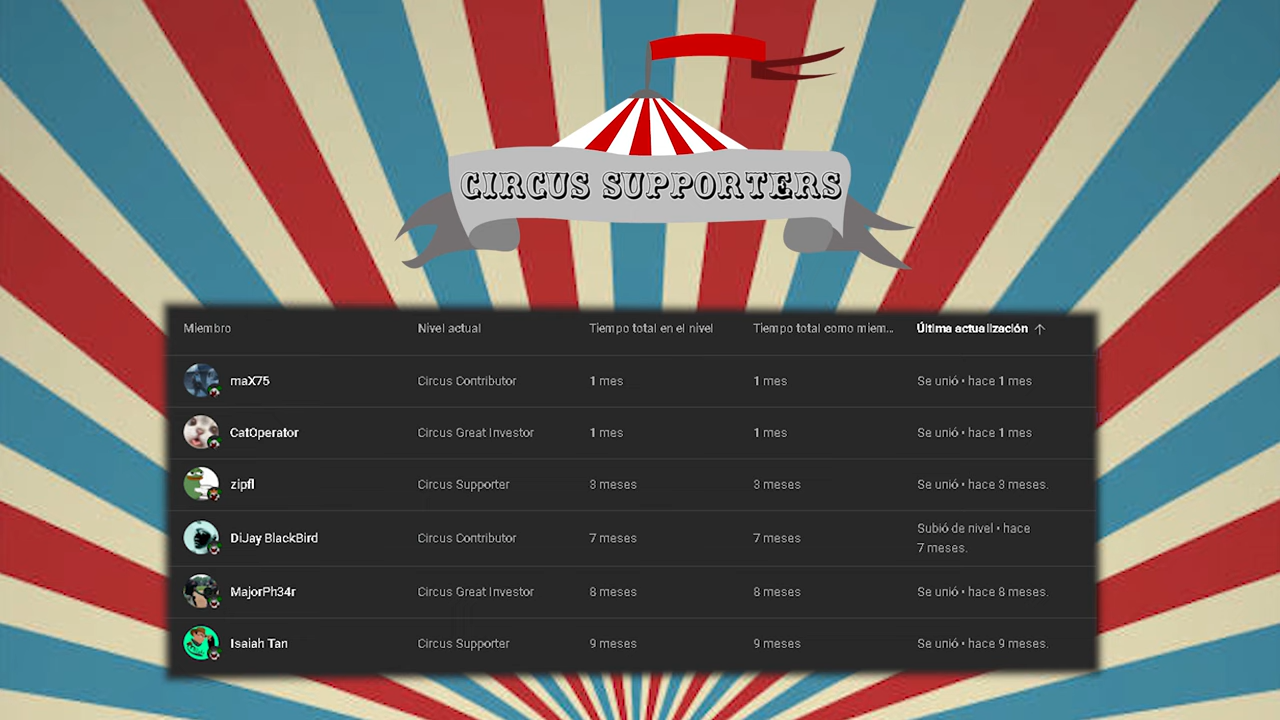 CIRCUS SUPPORTERS
Miembro Nivel actual Tiempo total en el nivel Tiempo total como miem... Última actualización
maX75 Circus Contributor 1 mes 1 mes Se unió • hace 1 mes
CatOperator Circus Great Investor 1 mes 1 mes Se unió • hace 1 mes
zipfl Circus Supporter 3 meses 3 meses Se unió • hace 3 meses.
DiJay BlackBird Circus Contributor 7 meses 7 meses Subió de nivel • hace
7 meses.
MajorPh34r Circus Great Investor 8 meses 8 meses Se unió • hace 8 meses.
Isaiah Tan Circus Supporter 9 meses 9 meses Se unió • hace 9 meses.